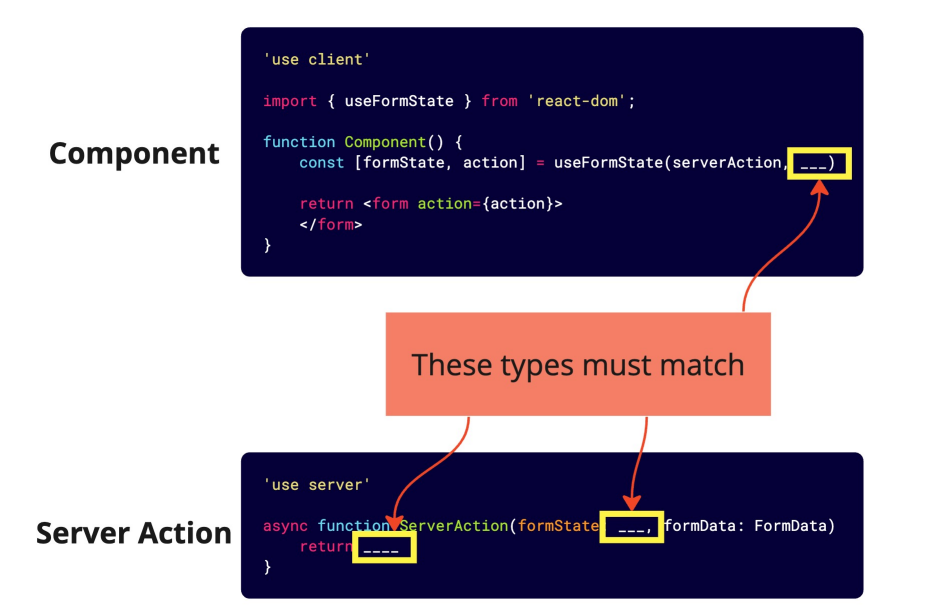 'use client'
import { useFormState } from 'react-dom';
Component
function Component() {
const [formState, action] = useFormState(serverAction, ___)
return <form action={action}>
</form>
}
These types must match
'use server'
Server Action
async function ServerAction(formState ___, formData: FormData)
return ____
}